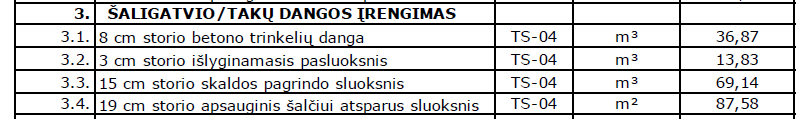 3. ŠALIGATVIO/TAKŲ DANGOS ĮRENGIMAS
3.1. 8 cm storio betono trinkelių danga TS-04 m³ 36,87
3.2. 3 cm storio išlyginamasis pasluoksnis TS-04 m³ 13,83
3.3. 15 cm storio skaldos pagrindo sluoksnis TS-04 m³ 69,14
3.4. 19 cm storio apsauginis šalčiui atsparus sluoksnis TS-04 m² 87,58